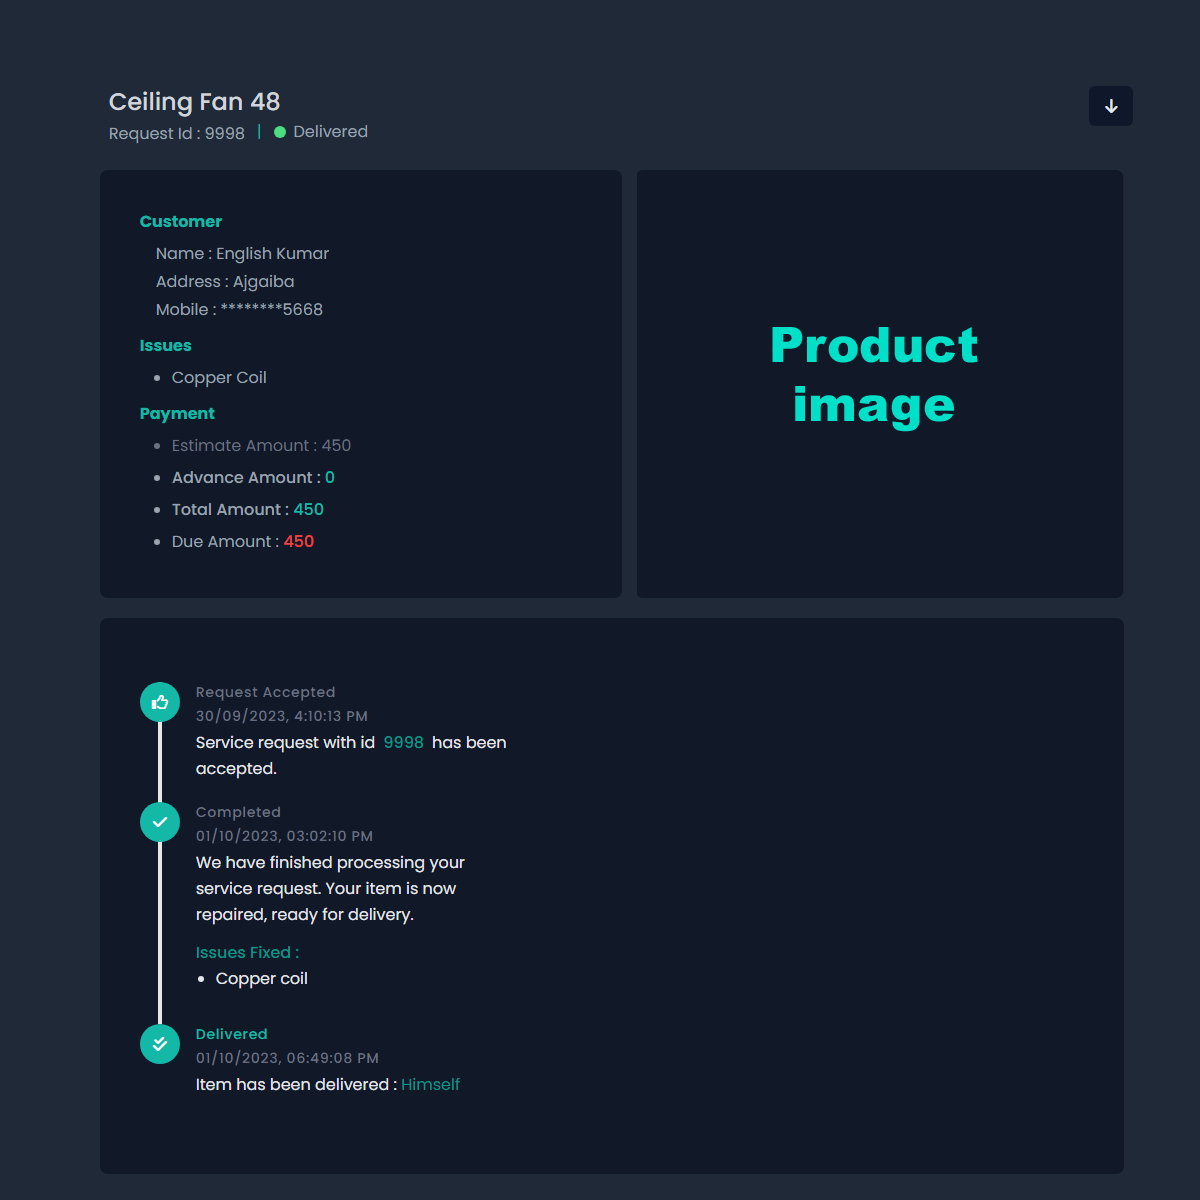 Ceiling Fan 48
Request Id : 9998 | Delivered
Customer
Name : English Kumar
Address : Ajgaiba
Mobile : ********5668
Issues
Copper Coil
Payment
Estimate Amount : 450
Advance Amount : 0
Total Amount : 450
Due Amount : 450
Product
image
Request Accepted
30/09/2023, 4:10:13 PM
Service request with id 9998 has been
accepted.
Completed
01/10/2023, 03:02:10 PM
We have finished processing your
service request. Your item is now
repaired, ready for delivery.
Issues Fixed :
Copper coil
Delivered
01/10/2023, 06:49:08 PM
Item has been delivered : Himself